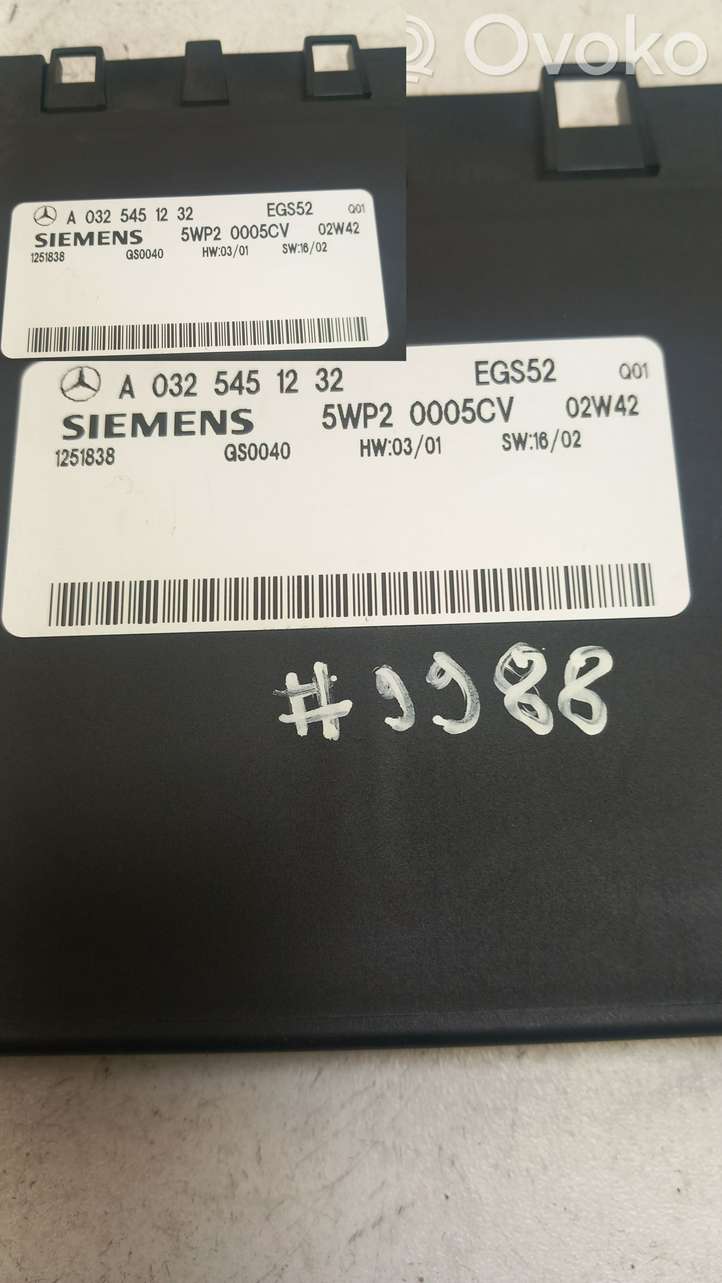 Ovoko
A 032 545 12 32 EGS52 Q01
SIEMENS 5WP2 0005CV 02W42
1251838 GS0040 HW:03/01 SW:16/02
A 032 545 12 32 EGS52 Q01
SIEMENS 5WP2 0005CV 02W42
1251838 GS0040 HW:03/01 SW:16/02
#9988